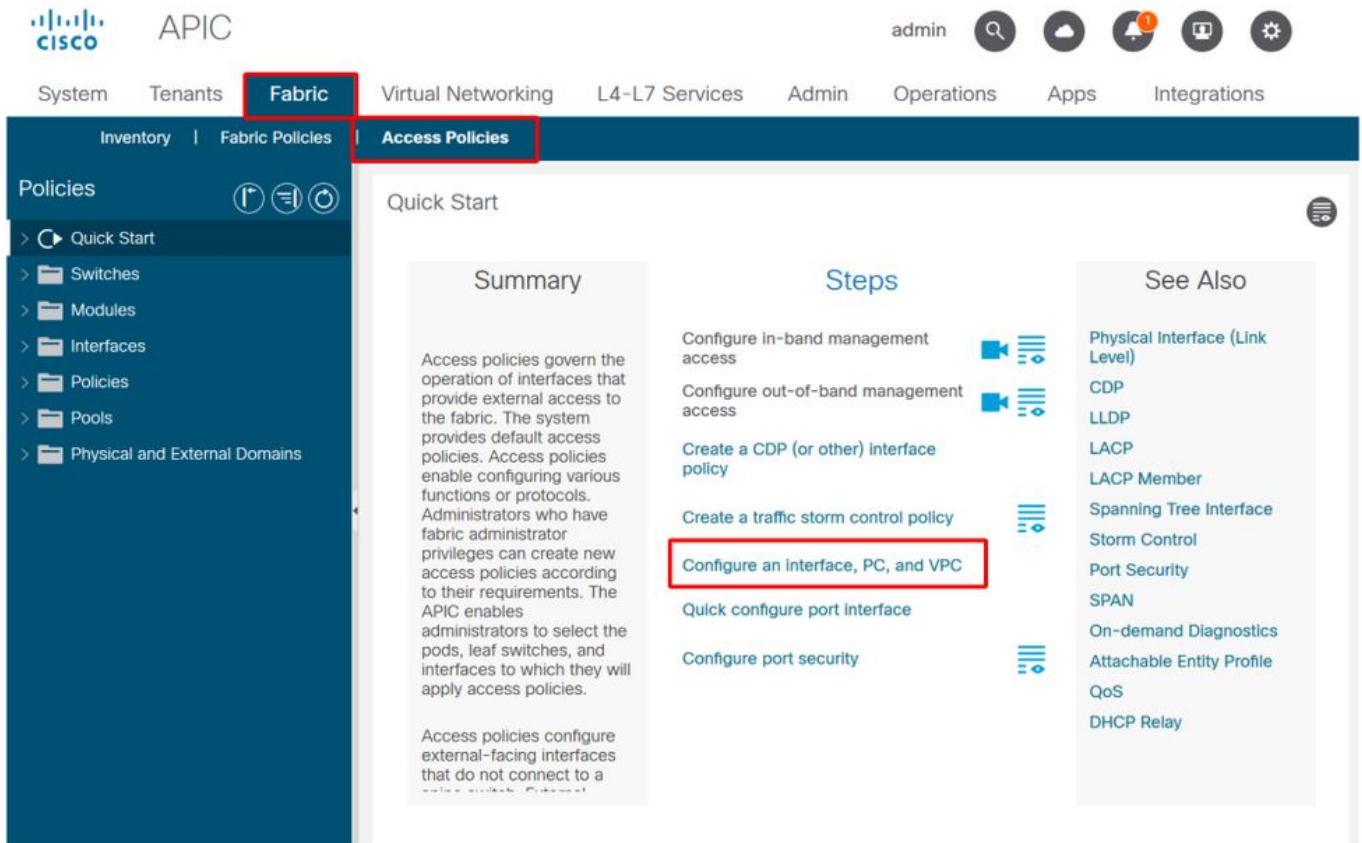 CISCO
APIC
admin
1
System
Tenants
Fabric
Virtual Networking
L4-L7 Services
Admin
Operations
Apps
Integrations
Inventory | Fabric Policies | Access Policies
Policies
Quick Start
Switches
Modules
Interfaces
Policies
Pools
Physical and External Domains
Quick Start
Summary
Access policies govern the
operation of interfaces that
provide external access to
the fabric. The system
provides default access
policies. Access policies
enable configuring various
functions or protocols.
Administrators who have
fabric administrator
privileges can create new
access policies according
to their requirements. The
APIC enables
administrators to select the
pods, leaf switches, and
interfaces to which they will
apply access policies.
Access policies configure
external-facing interfaces
that do not connect to a
Steps
Configure in-band management
access
Configure out-of-band management
access
Create a CDP (or other) interface
policy
Create a traffic storm control policy
Configure an interface, PC, and VPC
Quick configure port interface
Configure port security
See Also
Physical Interface (Link
Level)
CDP
LLDP
LACP
LACP Member
Spanning Tree Interface
Storm Control
Port Security
SPAN
On-demand Diagnostics
Attachable Entity Profile
QoS
DHCP Relay